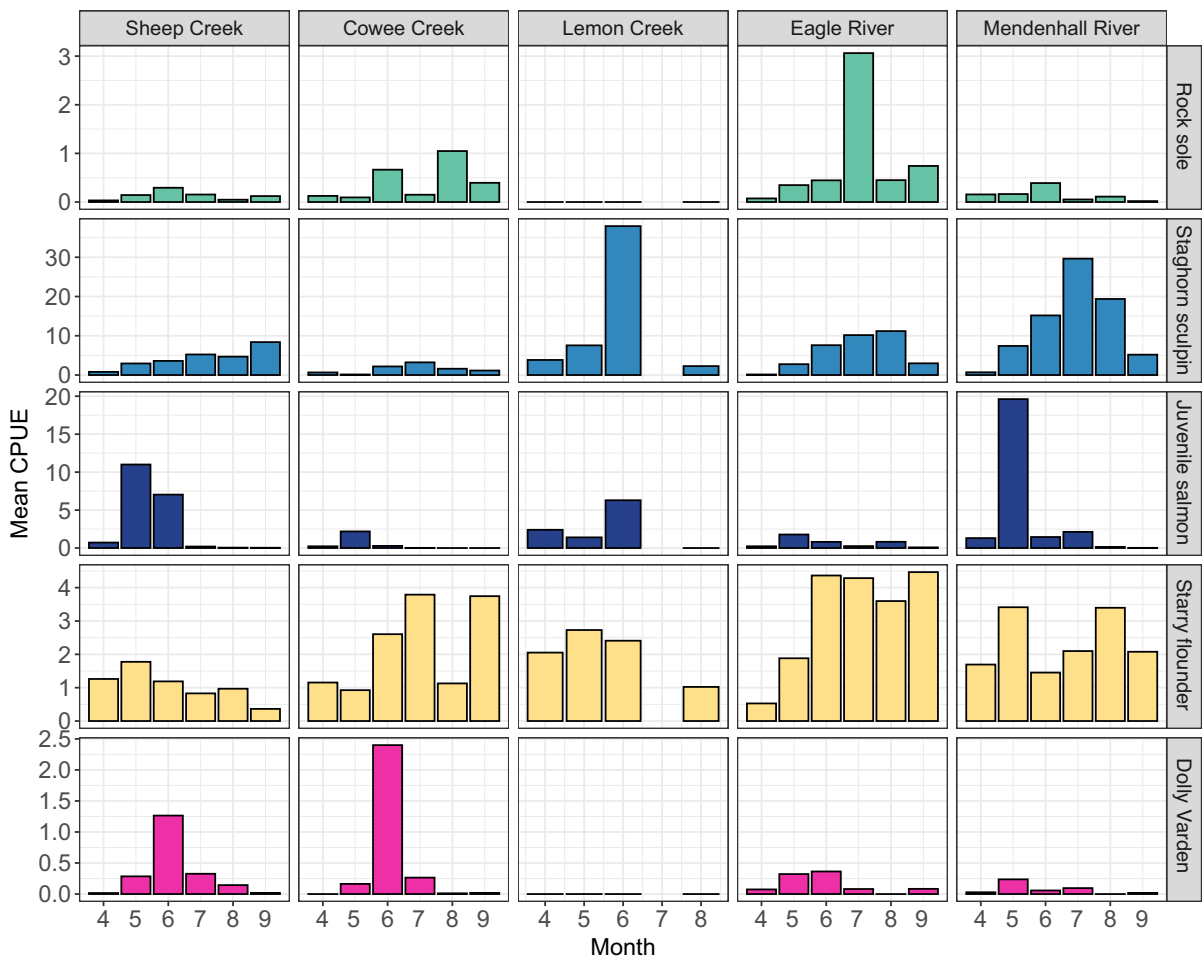 Sheep Creek Cowee Creek Lemon Creek Eagle River Mendenhall River
3
2
1
0
Rock sole
30
20
10
0
Staghorn sculpin
20
15
10
5
0
Juvenile salmon
4
3
2
1
0
Starry flounder
2.5
2.0
1.5
1.0
0.5
0.0
Dolly Varden
Mean CPUE
4 5 6 7 8 9 4 5 6 7 8 9 4 5 6 7 8 4 5 6 7 8 9 4 5 6 7 8 9
Month